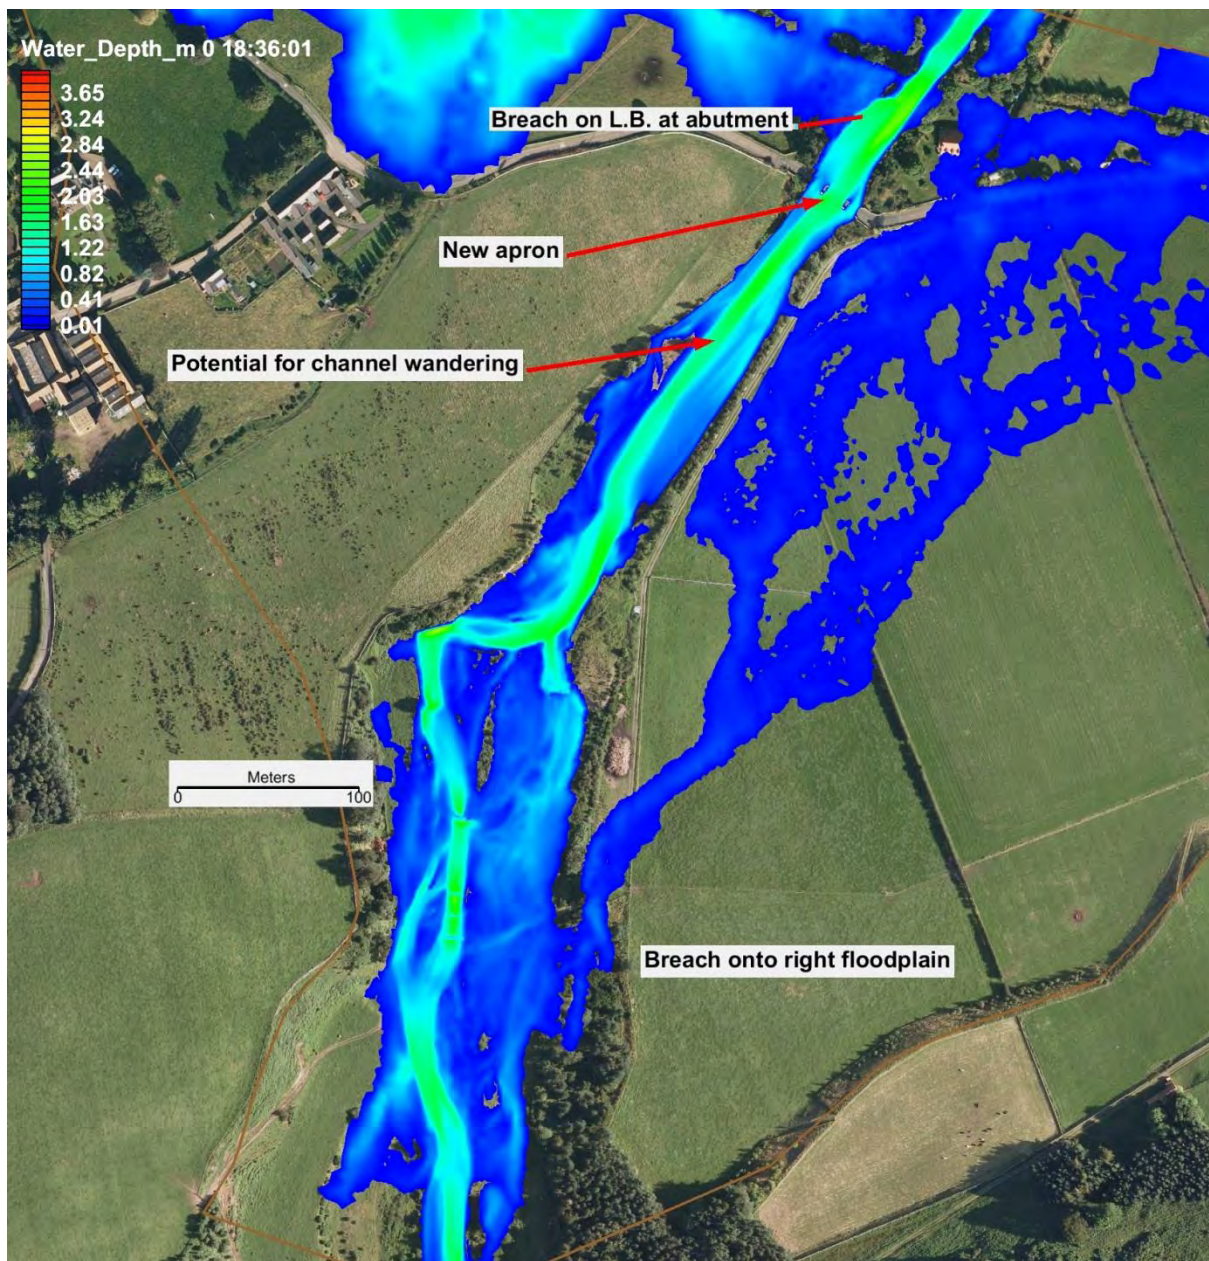 Water_Depth_m 0 18:36:01
3.65
3.24
2.84
2.44
2.03
1.63
1.22
0.82
0.41
0.01
Breach on L.B. at abutment
New apron
Potential for channel wandering
Meters
0 100
Breach onto right floodplain